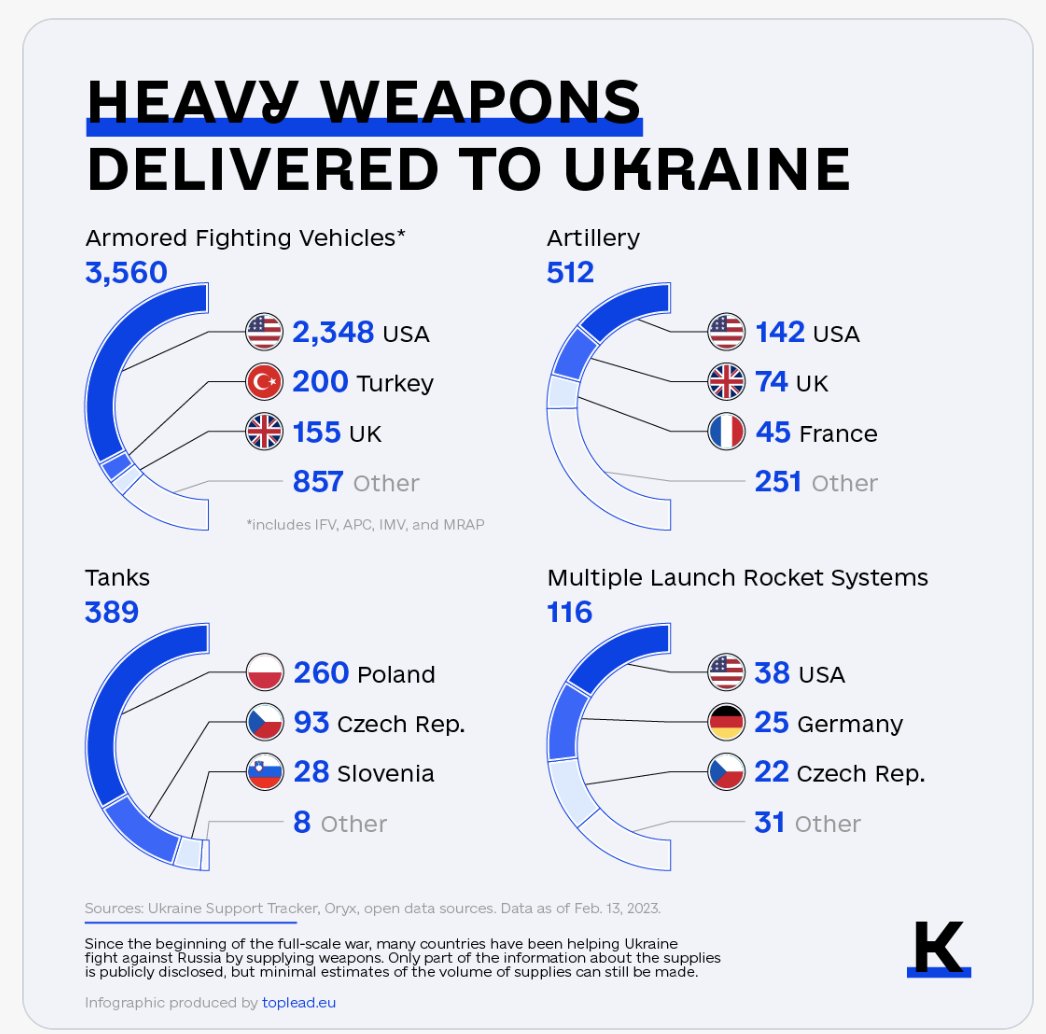 HEAVY WEAPONS
DELIVERED TO UKRAINE
Armored Fighting Vehicles*
3,560
2,348 USA
200 Turkey
155 UK
857 Other
*includes IFV, APC, IMV, and MRAP
Artillery
512
142 USA
74 UK
45 France
251 Other
Tanks
389
260 Poland
93 Czech Rep.
28 Slovenia
8 Other
Multiple Launch Rocket Systems
116
38 USA
25 Germany
22 Czech Rep.
31 Other
Sources: Ukraine Support Tracker, Oryx, open data sources. Data as of Feb. 13, 2023.
Since the beginning of the full-scale war, many countries have been helping Ukraine
fight against Russia by supplying weapons. Only part of the information about the supplies
is publicly disclosed, but minimal estimates of the volume of supplies can still be made.
Infographic produced by toplead.eu
K